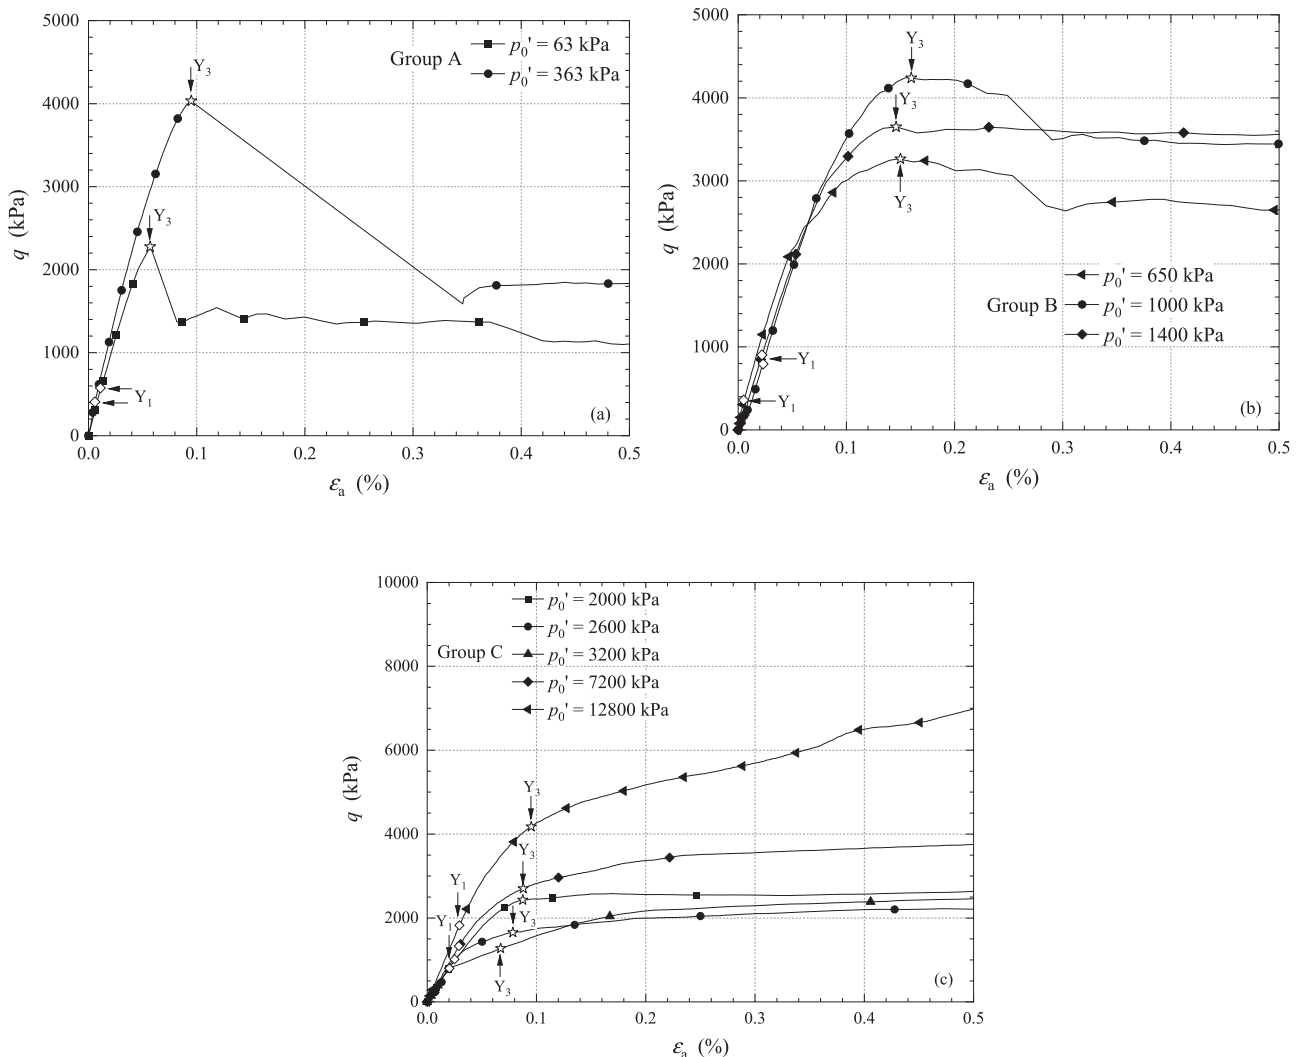 5000
4000
3000
2000
1000
0
q (kPa)
Group A
p0' = 63 kPa
p0' = 363 kPa
Y3
Y3
Y1
(a)
0.0 0.1 0.2 0.3 0.4 0.5
εa (%)
5000
4000
3000
2000
1000
0
q (kPa)
Y3
Y3
Y3
Group B
p0' = 650 kPa
p0' = 1000 kPa
p0' = 1400 kPa
Y1
Y1
(b)
0.0 0.1 0.2 0.3 0.4 0.5
εa (%)
10000
8000
6000
4000
2000
0
q (kPa)
Group C
p0' = 2000 kPa
p0' = 2600 kPa
p0' = 3200 kPa
p0' = 7200 kPa
p0' = 12800 kPa
Y3
Y3
Y1
Y3
Y1
Y3
(c)
0.0 0.1 0.2 0.3 0.4 0.5
εa (%)